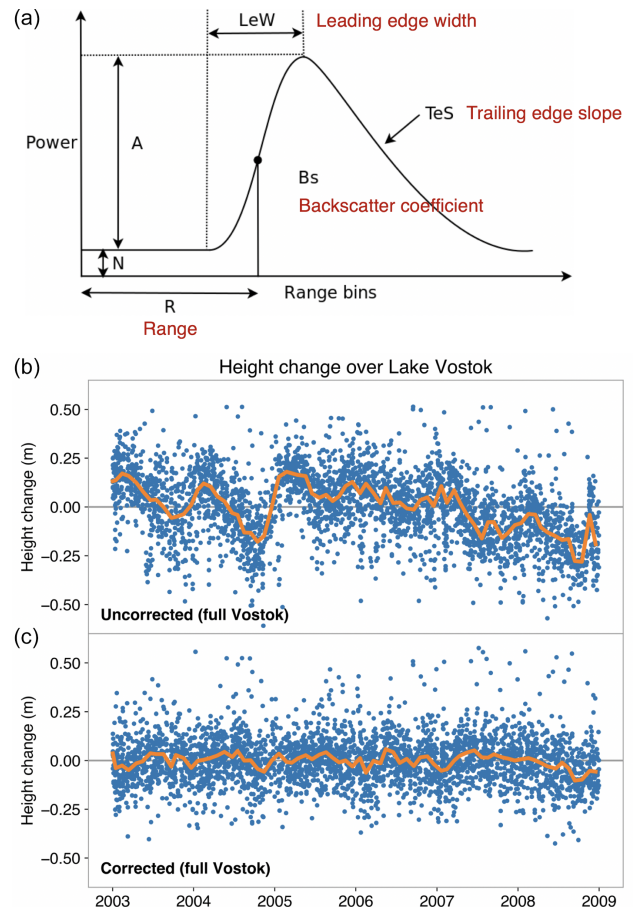 (a)
LeW Leading edge width
Power
A
TeS Trailing edge slope
Bs
Backscatter coefficient
N
R
Range bins
Range
(b)
Height change over Lake Vostok
0.50
0.25
0.00
−0.25
−0.50
Height change (m)
Uncorrected (full Vostok)
(c)
0.50
0.25
0.00
−0.25
−0.50
Height change (m)
Corrected (full Vostok)
2003 2004 2005 2006 2007 2008 2009